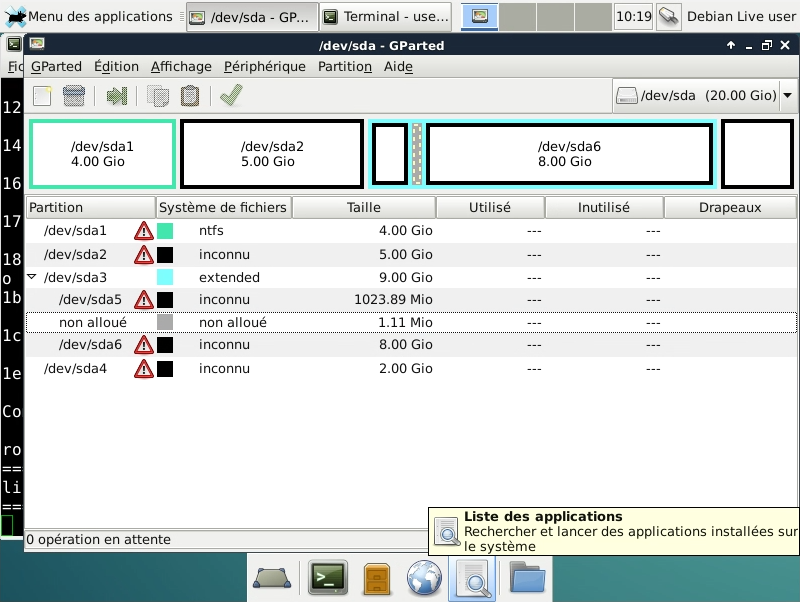 Menu des applications
/dev/sda - GP...
Terminal - use...
10:19
Debian Live user
/dev/sda - GParted
GParted Édition Affichage Périphérique Partition Aide
/dev/sda (20.00 Gio)
/dev/sda1
4.00 Gio
/dev/sda2
5.00 Gio
/dev/sda6
8.00 Gio
Partition Système de fichiers Taille Utilisé Inutilisé Drapeaux
/dev/sda1 ntfs 4.00 Gio --- ---
/dev/sda2 inconnu 5.00 Gio --- ---
/dev/sda3 extended 9.00 Gio --- ---
/dev/sda5 inconnu 1023.89 Mio --- ---
non alloué non alloué 1.11 Mio --- ---
/dev/sda6 inconnu 8.00 Gio --- ---
/dev/sda4 inconnu 2.00 Gio --- ---
0 opération en attente
Liste des applications
Rechercher et lancer des applications installées sur
le système
Fic
12
14
16
17
18
o
1b
1c
1e
Co
ro
==
li
==